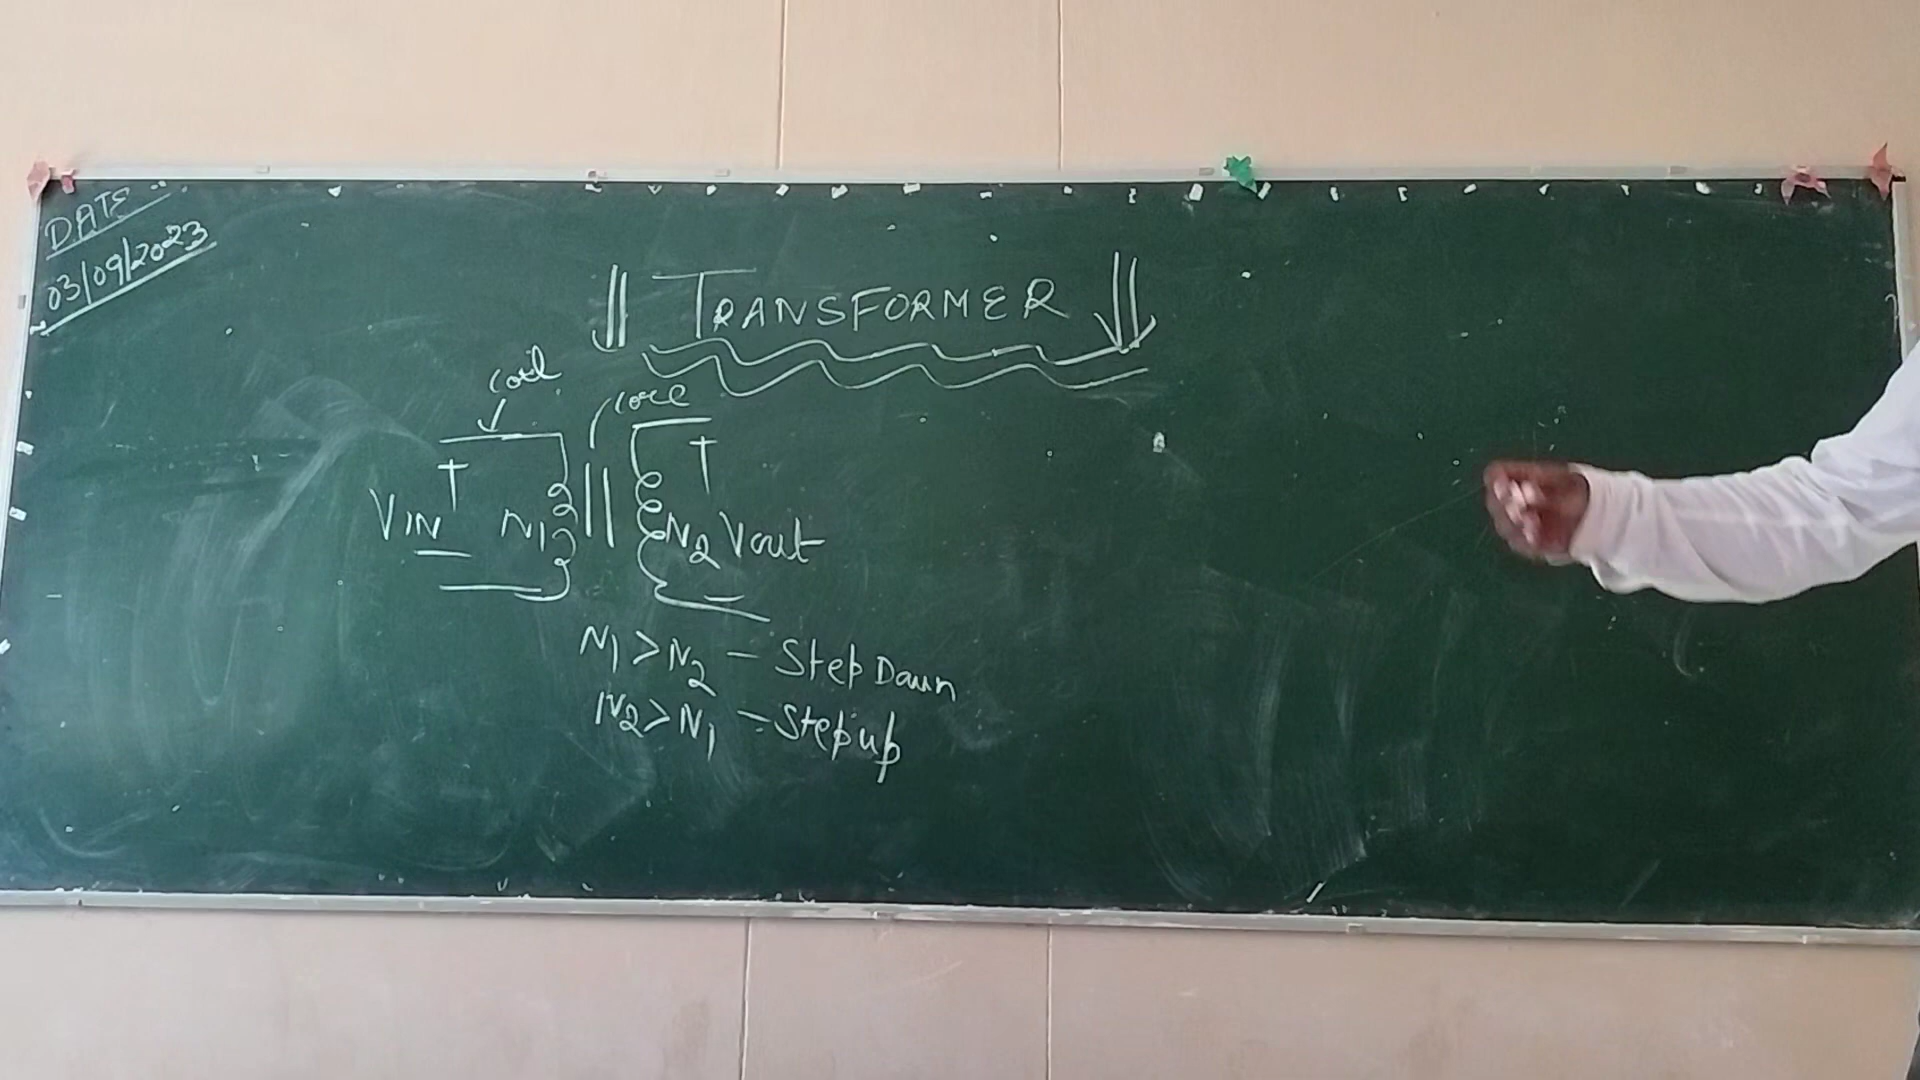 DATE
03/09/2023
TRANSFORMER
coil
core
VIN N1 N2 Vout
N1 > N2 - Step Down
N2 > N1 - Step up